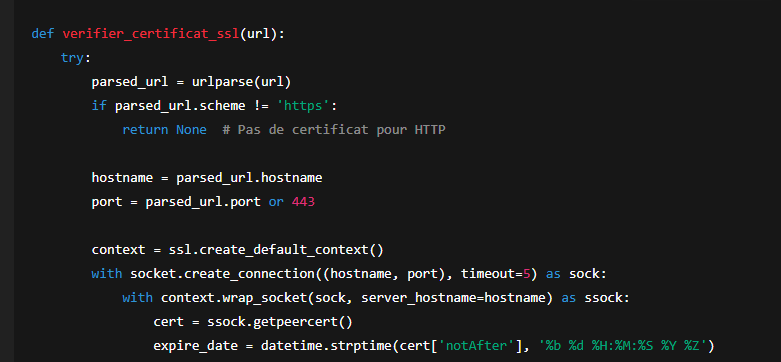 def verifier_certificat_ssl(url):
    try:
        parsed_url = urlparse(url)
        if parsed_url.scheme != 'https':
            return None  # Pas de certificat pour HTTP

        hostname = parsed_url.hostname
        port = parsed_url.port or 443

        context = ssl.create_default_context()
        with socket.create_connection((hostname, port), timeout=5) as sock:
            with context.wrap_socket(sock, server_hostname=hostname) as ssock:
                cert = ssock.getpeercert()
                expire_date = datetime.strptime(cert['notAfter'], '%b %d %H:%M:%S %Y %Z')